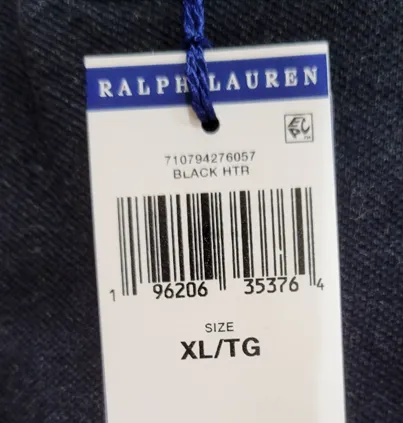 RALPH LAUREN
710794276057
BLACK HTR
1 96206 35376 4
SIZE
XL/TG